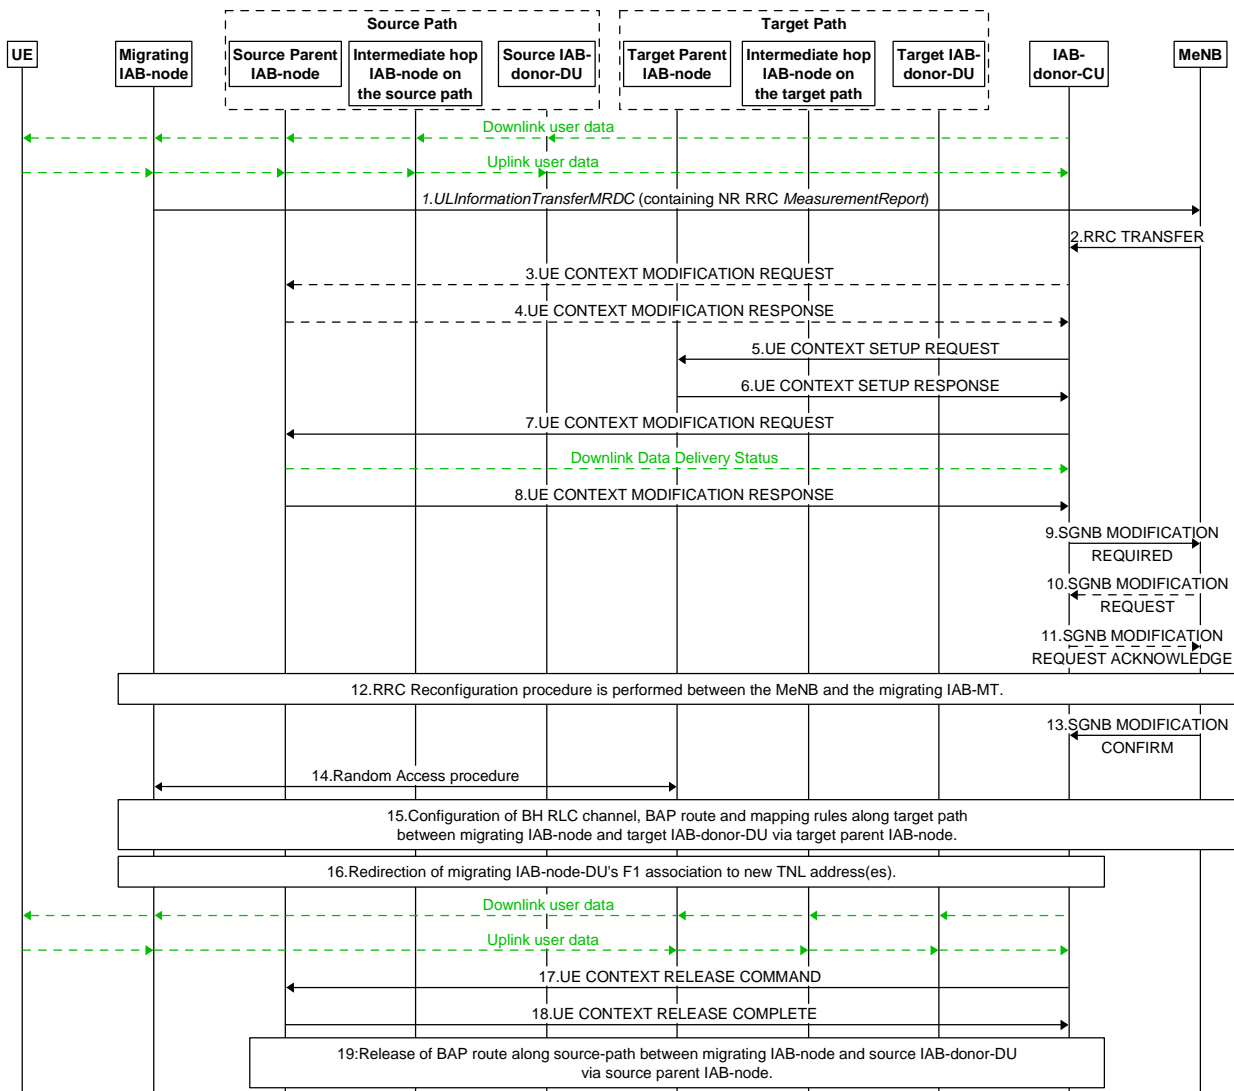 Source Path
Target Path
UE
Migrating
IAB-node
Source Parent
IAB-node
Intermediate hop
IAB-node on
the source path
Source IAB-
donor-DU
Target Parent
IAB-node
Intermediate hop
IAB-node on
the target path
Target IAB-
donor-DU
IAB-
donor-CU
MeNB
Downlink user data
Uplink user data
1.ULInformationTransferMRDC (containing NR RRC MeasurementReport)
2.RRC TRANSFER
3.UE CONTEXT MODIFICATION REQUEST
4.UE CONTEXT MODIFICATION RESPONSE
5.UE CONTEXT SETUP REQUEST
6.UE CONTEXT SETUP RESPONSE
7.UE CONTEXT MODIFICATION REQUEST
Downlink Data Delivery Status
8.UE CONTEXT MODIFICATION RESPONSE
9.SGNB MODIFICATION
REQUIRED
10.SGNB MODIFICATION
REQUEST
11.SGNB MODIFICATION
REQUEST ACKNOWLEDGE
12.RRC Reconfiguration procedure is performed between the MeNB and the migrating IAB-MT.
13.SGNB MODIFICATION
CONFIRM
14.Random Access procedure
15.Configuration of BH RLC channel, BAP route and mapping rules along target path
between migrating IAB-node and target IAB-donor-DU via target parent IAB-node.
16.Redirection of migrating IAB-node-DU's F1 association to new TNL address(es).
Downlink user data
Uplink user data
17.UE CONTEXT RELEASE COMMAND
18.UE CONTEXT RELEASE COMPLETE
19:Release of BAP route along source-path between migrating IAB-node and source IAB-donor-DU
via source parent IAB-node.